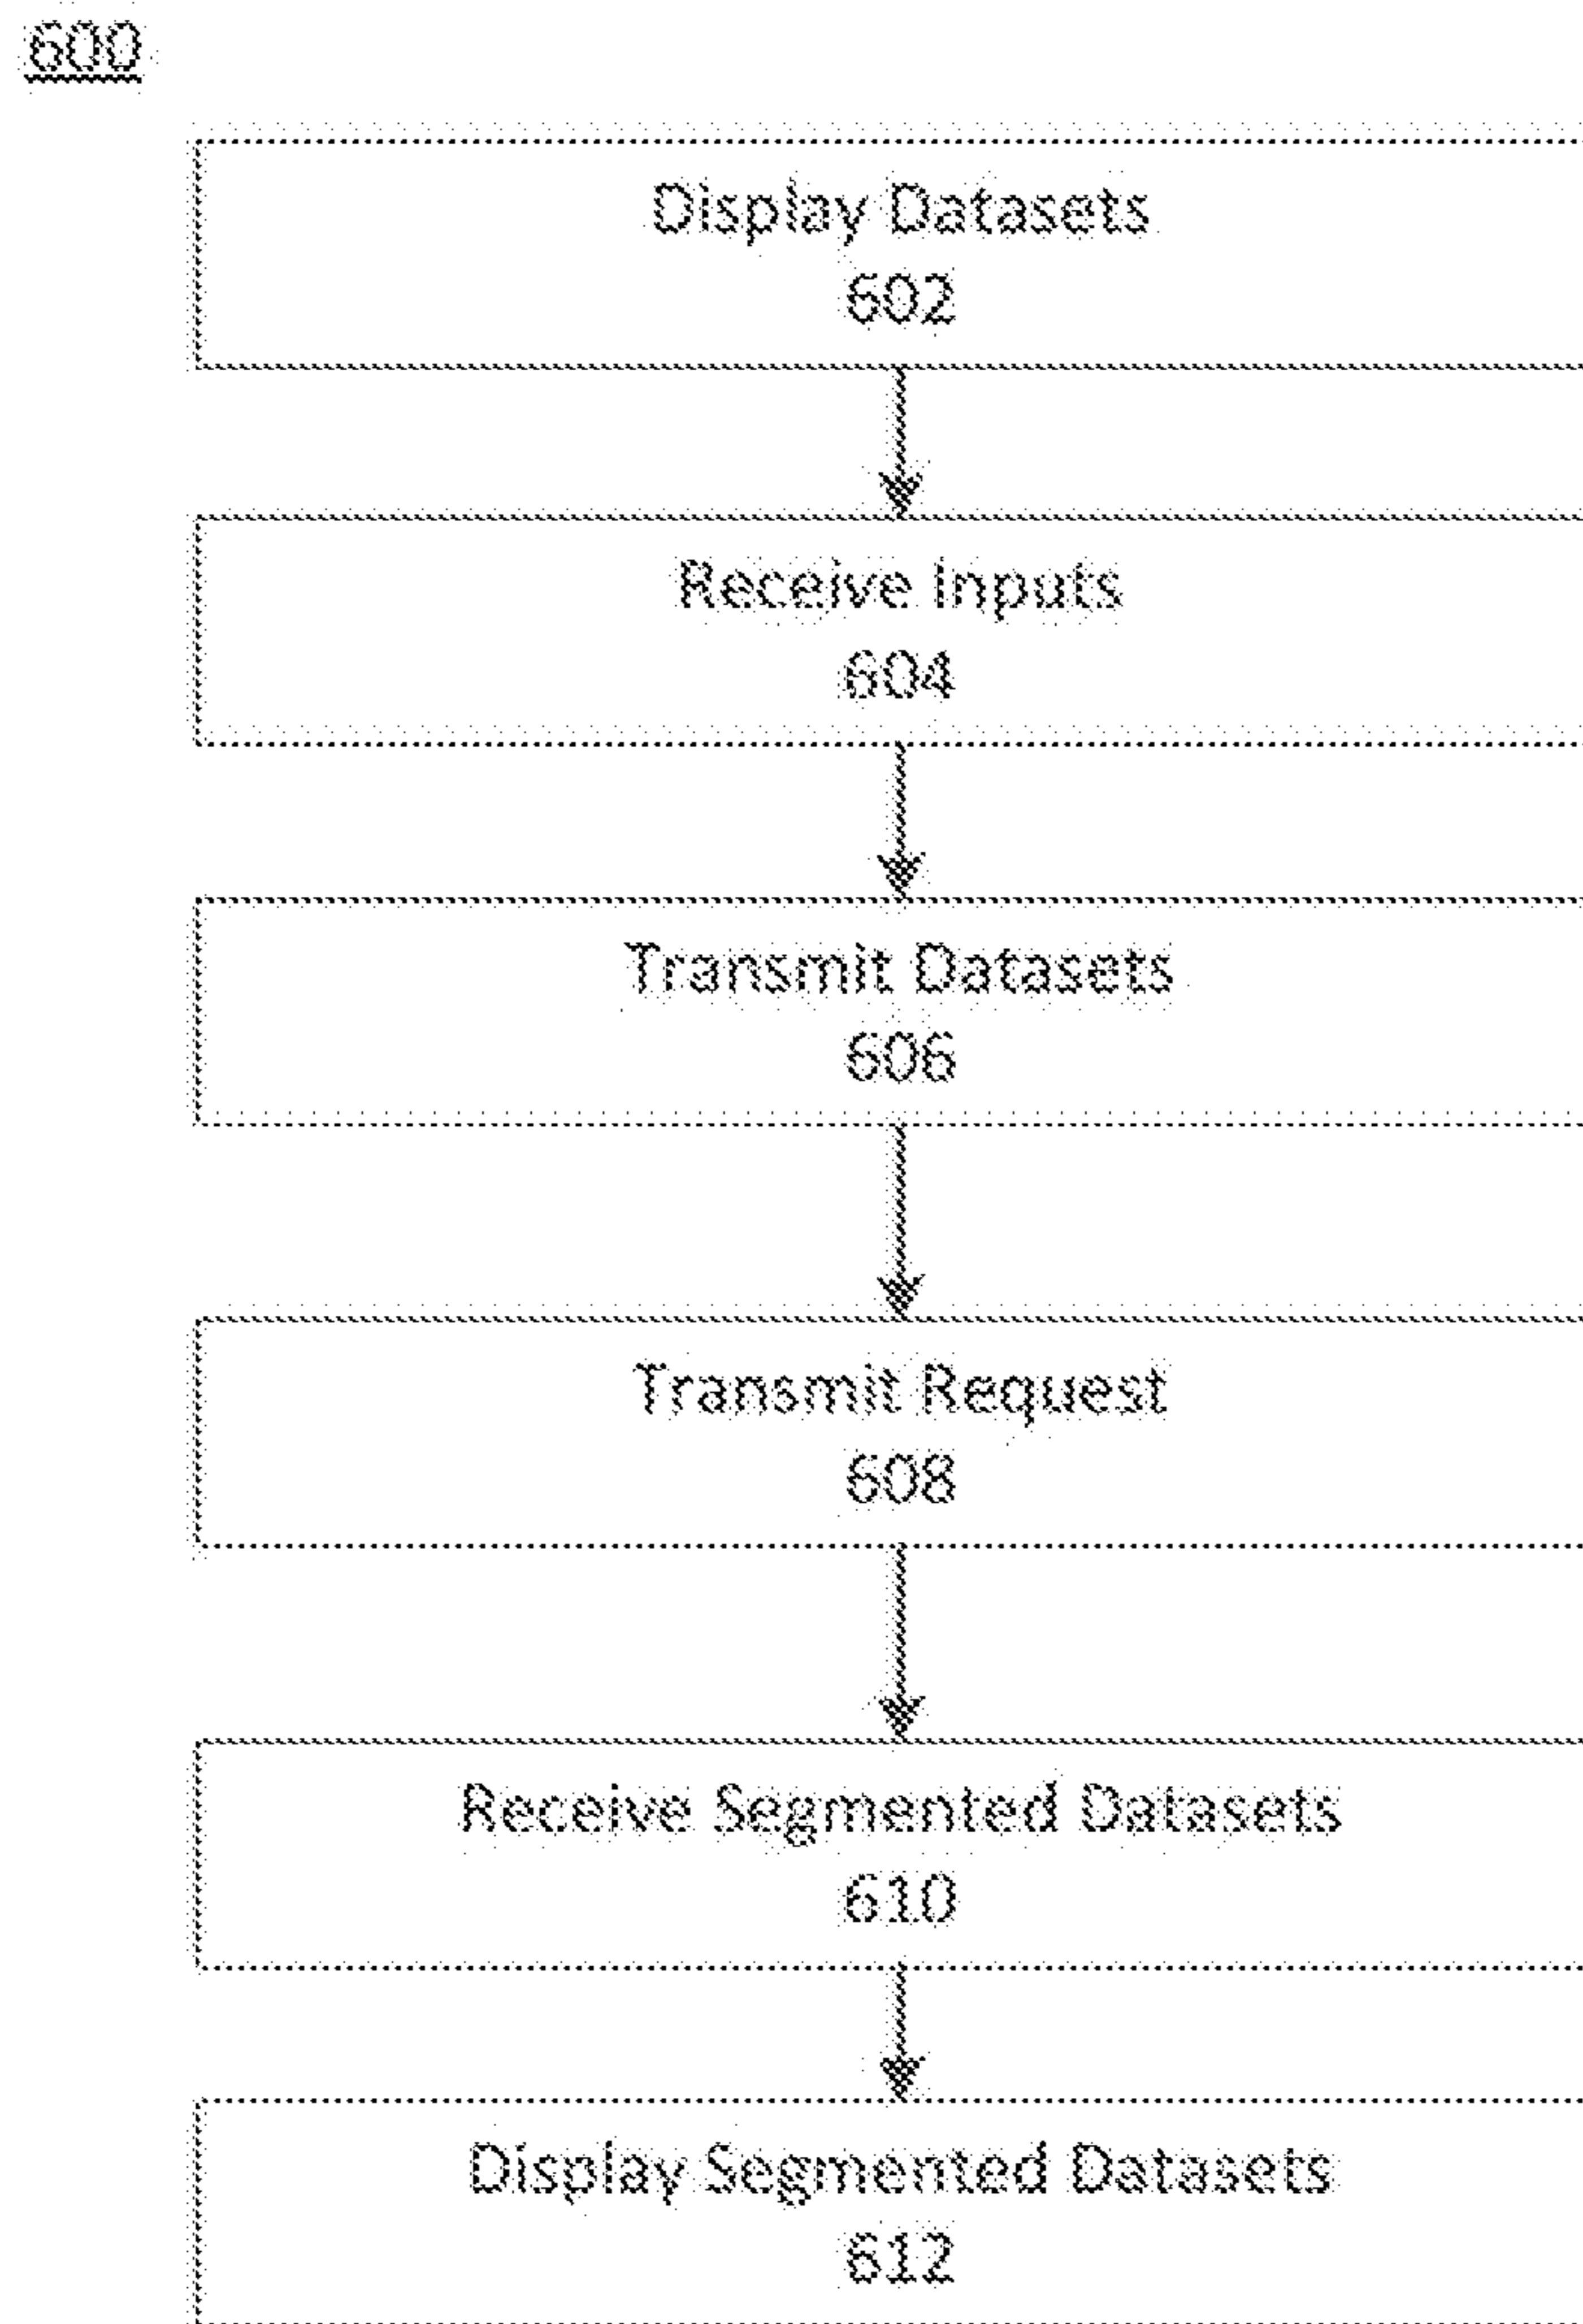 600
Display Datasets
602
Receive Inputs
604
Transmit Datasets
606
Transmit Request
608
Receive Segmented Datasets
610
Display Segmented Datasets
612